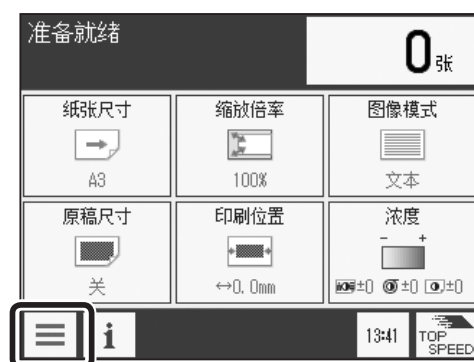 准备就绪
0张
纸张尺寸
缩放倍率
图像模式
A3
100%
文本
原稿尺寸
印刷位置
浓度
- +
关
↔0.0mm
±0 ±0 ±0
i
13:41
TOP
SPEED